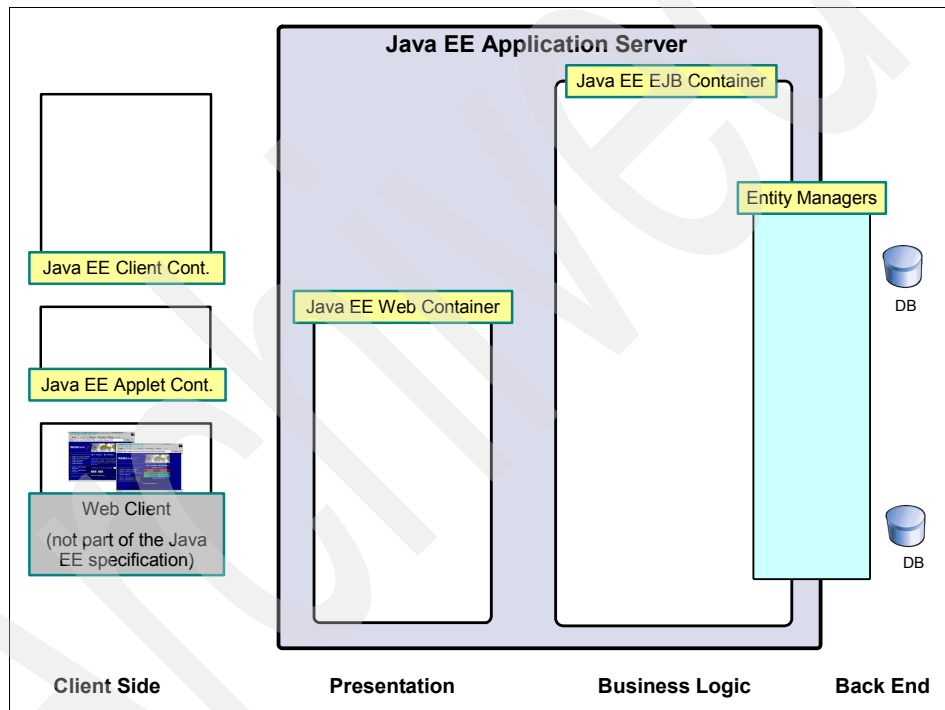 Java EE Application Server
Java EE EJB Container
Entity Managers
Java EE Client Cont.
DB
Java EE Web Container
Java EE Applet Cont.
Web Client
(not part of the Java
EE specification)
DB
Client Side
Presentation
Business Logic
Back End